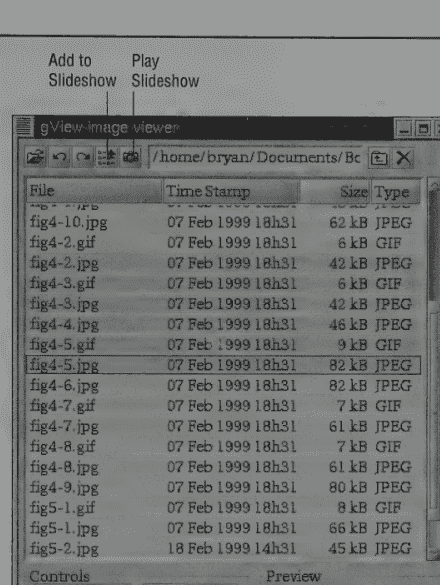 Add to Play
Slideshow Slideshow
gView-image viewer
/home/bryan/Documents/Bc
File Time Stamp Size Type
fig4-10.jpg 07 Feb 1999 18h31 62 kB JPEG
fig4-2.gif 07 Feb 1999 18h31 6 kB GIF
fig4-2.jpg 07 Feb 1999 18h31 42 kB JPEG
fig4-3.gif 07 Feb 1999 18h31 6 kB GIF
fig4-3.jpg 07 Feb 1999 18h31 42 kB JPEG
fig4-4.jpg 07 Feb 1999 18h31 46 kB JPEG
fig4-5.gif 07 Feb 1999 18h31 9 kB GIF
fig4-5.jpg 07 Feb 1999 18h31 82 kB JPEG
fig4-6.jpg 07 Feb 1999 18h31 82 kB JPEG
fig4-7.gif 07 Feb 1999 18h31 7 kB GIF
fig4-7.jpg 07 Feb 1999 18h31 61 kB JPEG
fig4-8.gif 07 Feb 1999 18h31 7 kB GIF
fig4-8.jpg 07 Feb 1999 18h31 61 kB JPEG
fig4-9.jpg 07 Feb 1999 18h31 80 kB JPEG
fig5-1.gif 07 Feb 1999 18h31 8 kB GIF
fig5-1.jpg 07 Feb 1999 18h31 66 kB JPEG
fig5-2.jpg 18 Feb 1999 14h31 45 kB JPEG
Controls Preview